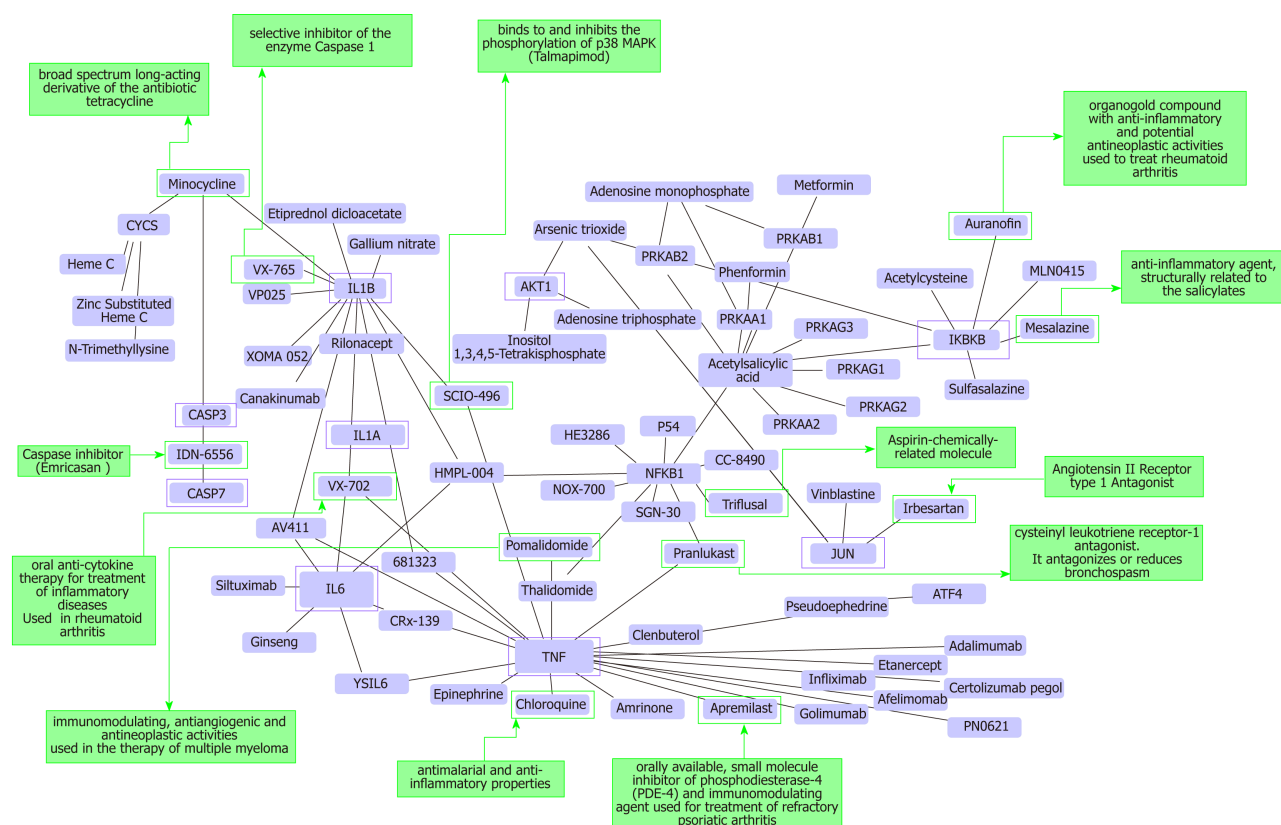 selective inhibitor of the
enzyme Caspase 1
binds to and inhibits the
phosphorylation of p38 MAPK
(Talmapimod)
broad spectrum long-acting
derivative of the antibiotic
tetracycline
organogold compound
with anti-inflammatory
and potential
antineoplastic activities
used to treat rheumatoid
arthritis
Minocycline
Etiprednol dicloacetate
Adenosine monophosphate
Metformin
CYCS
Gallium nitrate
Arsenic trioxide
PRKAB1
Auranofin
Heme C
VX-765
PRKAB2
Phenformin
Acetylcysteine
MLN0415
anti-inflammatory agent,
structurally related to
the salicylates
VP025
IL1B
AKT1
Zinc Substituted
Heme C
Adenosine triphosphate
PRKAA1
PRKAG3
IKBKB
Mesalazine
N-Trimethyllysine
XOMA 052
Rilonacept
Inositol
1,3,4,5-Tetrakisphosphate
Acetylsalicylic
acid
PRKAG1
Sulfasalazine
Canakinumab
SCIO-496
PRKAG2
CASP3
PRKAA2
IL1A
HE3286
P54
Aspirin-chemically-
related molecule
Caspase inhibitor
(Emricasan )
IDN-6556
CC-8490
HMPL-004
NFKB1
Angiotensin II Receptor
type 1 Antagonist
CASP7
VX-702
NOX-700
Triflusal
Vinblastine
Irbesartan
SGN-30
AV411
Pomalidomide
Pranlukast
JUN
cysteinyl leukotriene receptor-1
antagonist.
It antagonizes or reduces
bronchospasm
oral anti-cytokine
therapy for treatment
of inflammatory
diseases
Used in rheumatoid
arthritis
681323
Siltuximab
IL6
Thalidomide
ATF4
Pseudoephedrine
CRx-139
Ginseng
Clenbuterol
Adalimumab
TNF
Etanercept
YSIL6
Infliximab
Certolizumab pegol
Epinephrine
Chloroquine
Amrinone
Apremilast
Afelimomab
Golimumab
PN0621
immunomodulating, antiangiogenic and
antineoplastic activities
used in the therapy of multiple myeloma
antimalarial and anti-
inflammatory properties
orally available, small molecule
inhibitor of phosphodiesterase-4
(PDE-4) and immunomodulating
agent used for treatment of refractory
psoriatic arthritis